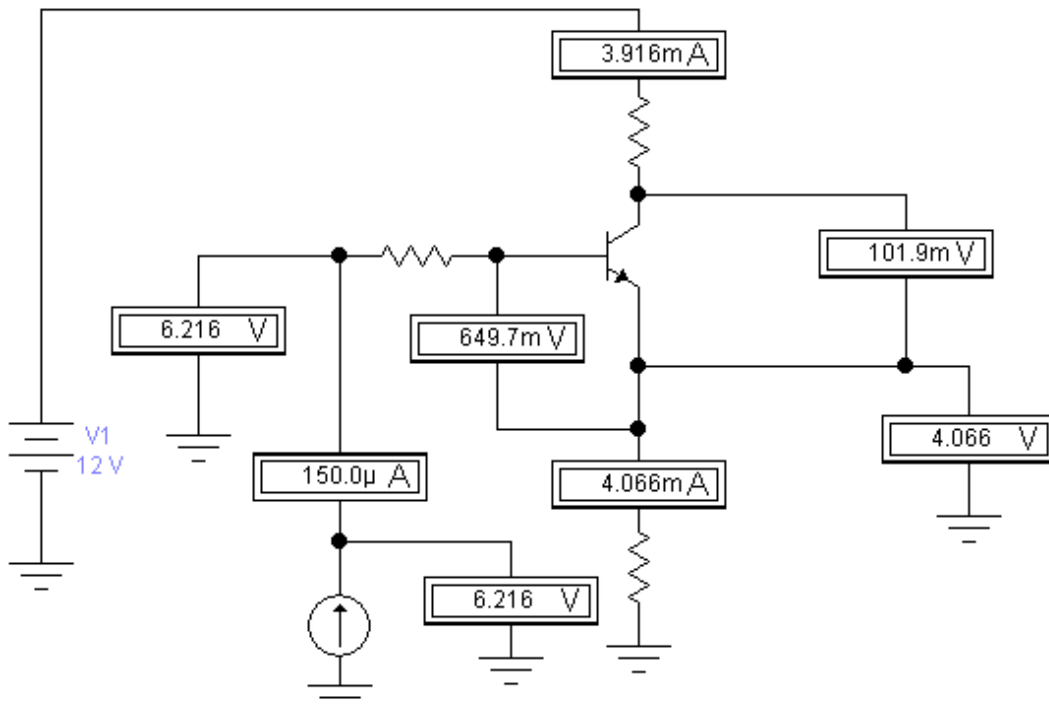 3.916m A
101.9m V
6.216 V
649.7m V
V1
12 V
4.066 V
150.0µ A
4.066m A
6.216 V